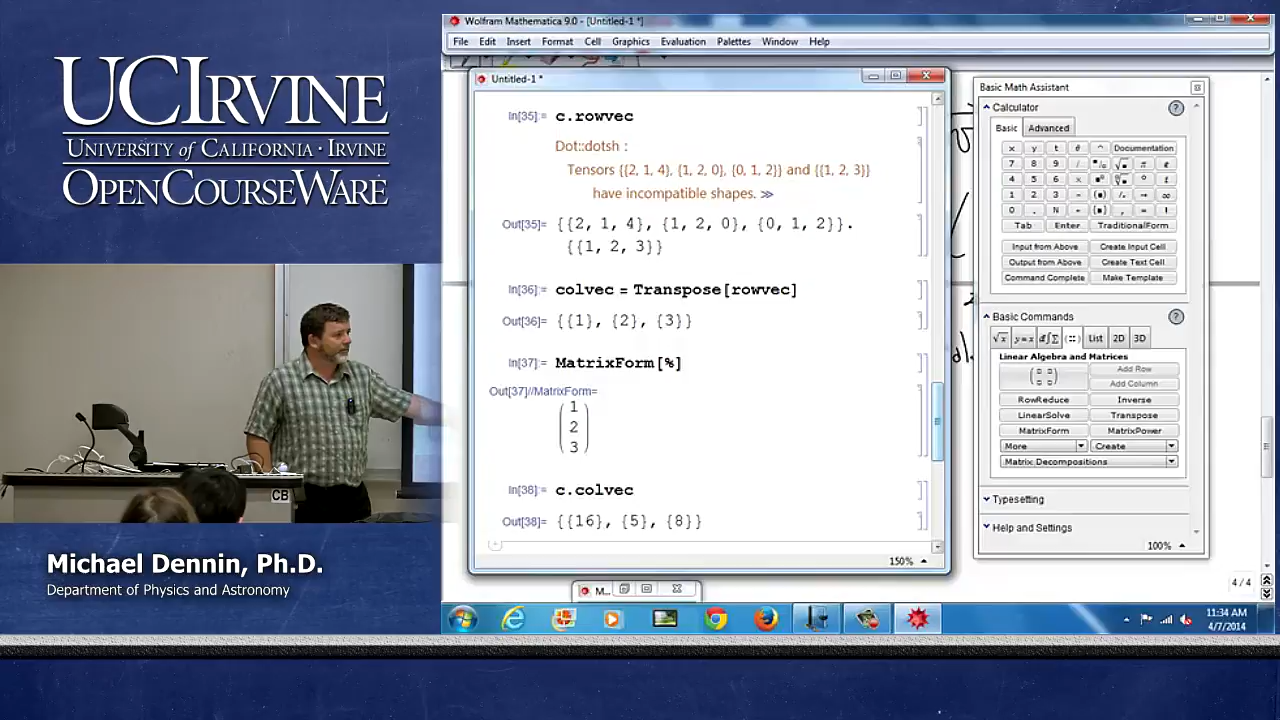 UCIRVINE
UNIVERSITY of CALIFORNIA · IRVINE
OPENCOURSEWARE
CB
Michael Dennin, Ph.D.
Department of Physics and Astronomy
Wolfram Mathematica 9.0 - [Untitled-1 *]
File Edit Insert Format Cell Graphics Evaluation Palettes Window Help
Untitled-1 *
In[35]:= c.rowvec
Dot::dotsh :
Tensors {{2, 1, 4}, {1, 2, 0}, {0, 1, 2}} and {{1, 2, 3}}
have incompatible shapes. ≫
Out[35]= {{2, 1, 4}, {1, 2, 0}, {0, 1, 2}}.
{{1, 2, 3}}
In[36]:= colvec = Transpose[rowvec]
Out[36]= {{1}, {2}, {3}}
In[37]:= MatrixForm[%]
Out[37]//MatrixForm=
1
2
3
In[38]:= c.colvec
Out[38]= {{16}, {5}, {8}}
150%
Basic Math Assistant
Calculator
Basic Advanced
x y t θ ^ Documentation
7 8 9
4 5 6
1 2 3
0 . N
Tab Enter TraditionalForm
Input from Above Create Input Cell
Output from Above Create Text Cell
Command Complete Make Template
Basic Commands
√x y=x d∫Σ List 2D 3D
Linear Algebra and Matrices
Add Row
Add Column
RowReduce Inverse
LinearSolve Transpose
MatrixForm MatrixPower
More Create
Matrix Decompositions
Typesetting
Help and Settings
100%
4 / 4
M...
11:34 AM
4/7/2014